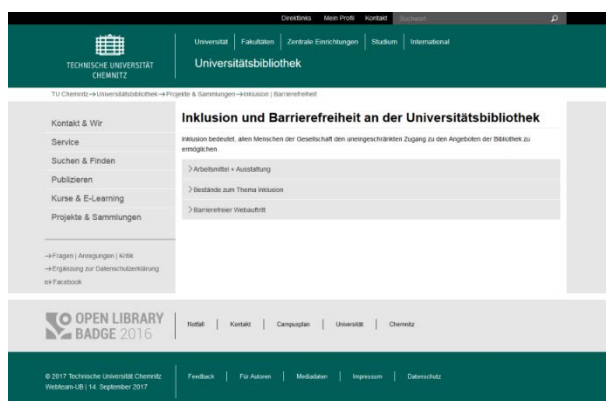 Direktlinks Mein Profil Kontakt Suchwort
TECHNISCHE UNIVERSITÄT
CHEMNITZ
Universität Fakultäten Zentrale Einrichtungen Studium International
Universitätsbibliothek
TU Chemnitz→Universitätsbibliothek→Projekte & Sammlungen→Inklusion | Barrierefreiheit
Kontakt & Wir
Service
Suchen & Finden
Publizieren
Kurse & E-Learning
Projekte & Sammlungen
→Fragen | Anregungen | Kritik
→Ergänzung zur Datenschutzerklärung
Facebook
Inklusion und Barrierefreiheit an der Universitätsbibliothek
Inklusion bedeutet, allen Menschen der Gesellschaft den uneingeschränkten Zugang zu den Angeboten der Bibliothek zu
ermöglichen.
Arbeitsmittel + Ausstattung
Bestände zum Thema Inklusion
Barrierefreier Webauftritt
OPEN LIBRARY
BADGE 2016
Notfall Kontakt Campusplan Universität Chemnitz
© 2017 Technische Universität Chemnitz
Webteam-UB | 14. September 2017
Feedback Für Autoren Mediadaten Impressum Datenschutz